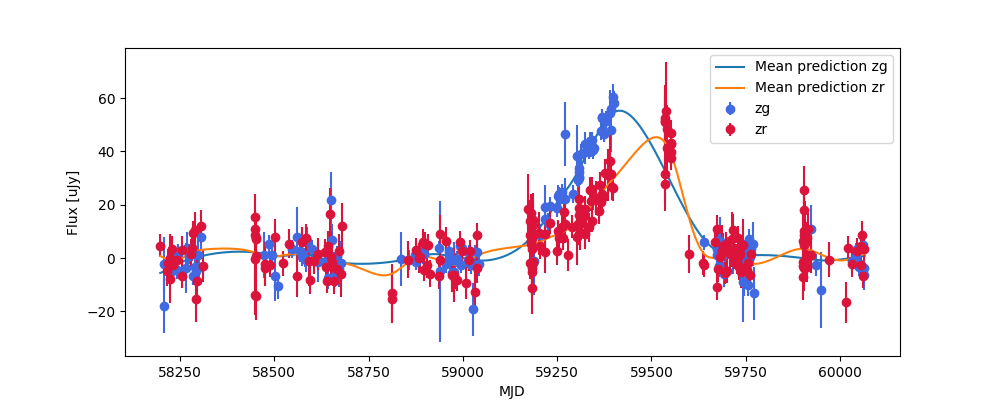 Flux [uJy]
60
40
20
0
−20
58250 58500 58750 59000 59250 59500 59750 60000
MJD
Mean prediction zg
Mean prediction zr
zg
zr